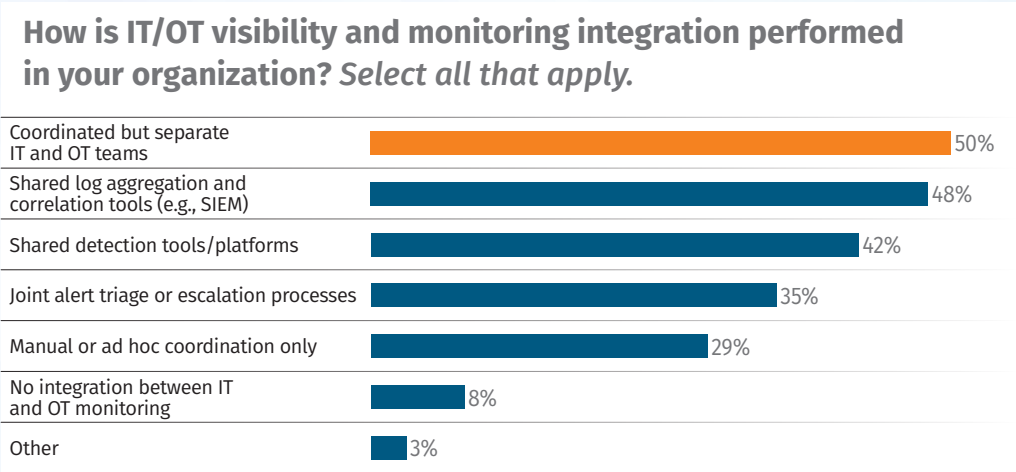 How is IT/OT visibility and monitoring integration performed
in your organization? Select all that apply.
Coordinated but separate
IT and OT teams
50%
Shared log aggregation and
correlation tools (e.g., SIEM)
48%
Shared detection tools/platforms
42%
Joint alert triage or escalation processes
35%
Manual or ad hoc coordination only
29%
No integration between IT
and OT monitoring
8%
Other
3%